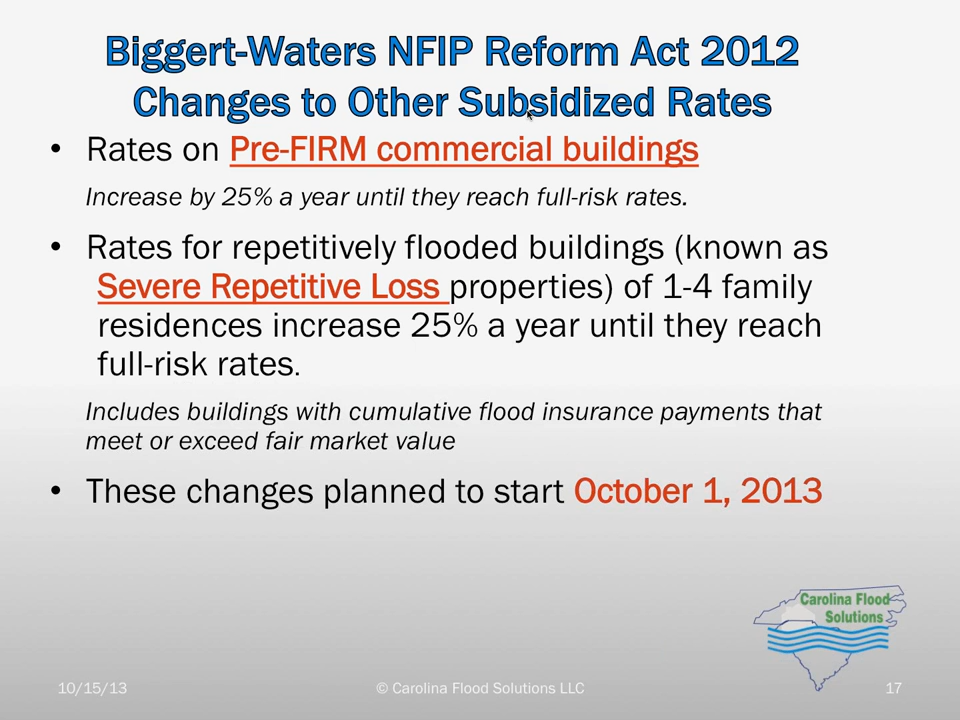 Biggert-Waters NFIP Reform Act 2012
Changes to Other Subsidized Rates
• Rates on Pre-FIRM commercial buildings
Increase by 25% a year until they reach full-risk rates.
• Rates for repetitively flooded buildings (known as
Severe Repetitive Loss properties) of 1-4 family
residences increase 25% a year until they reach
full-risk rates.
Includes buildings with cumulative flood insurance payments that
meet or exceed fair market value
• These changes planned to start October 1, 2013
Carolina Flood
Solutions
10/15/13
© Carolina Flood Solutions LLC
17